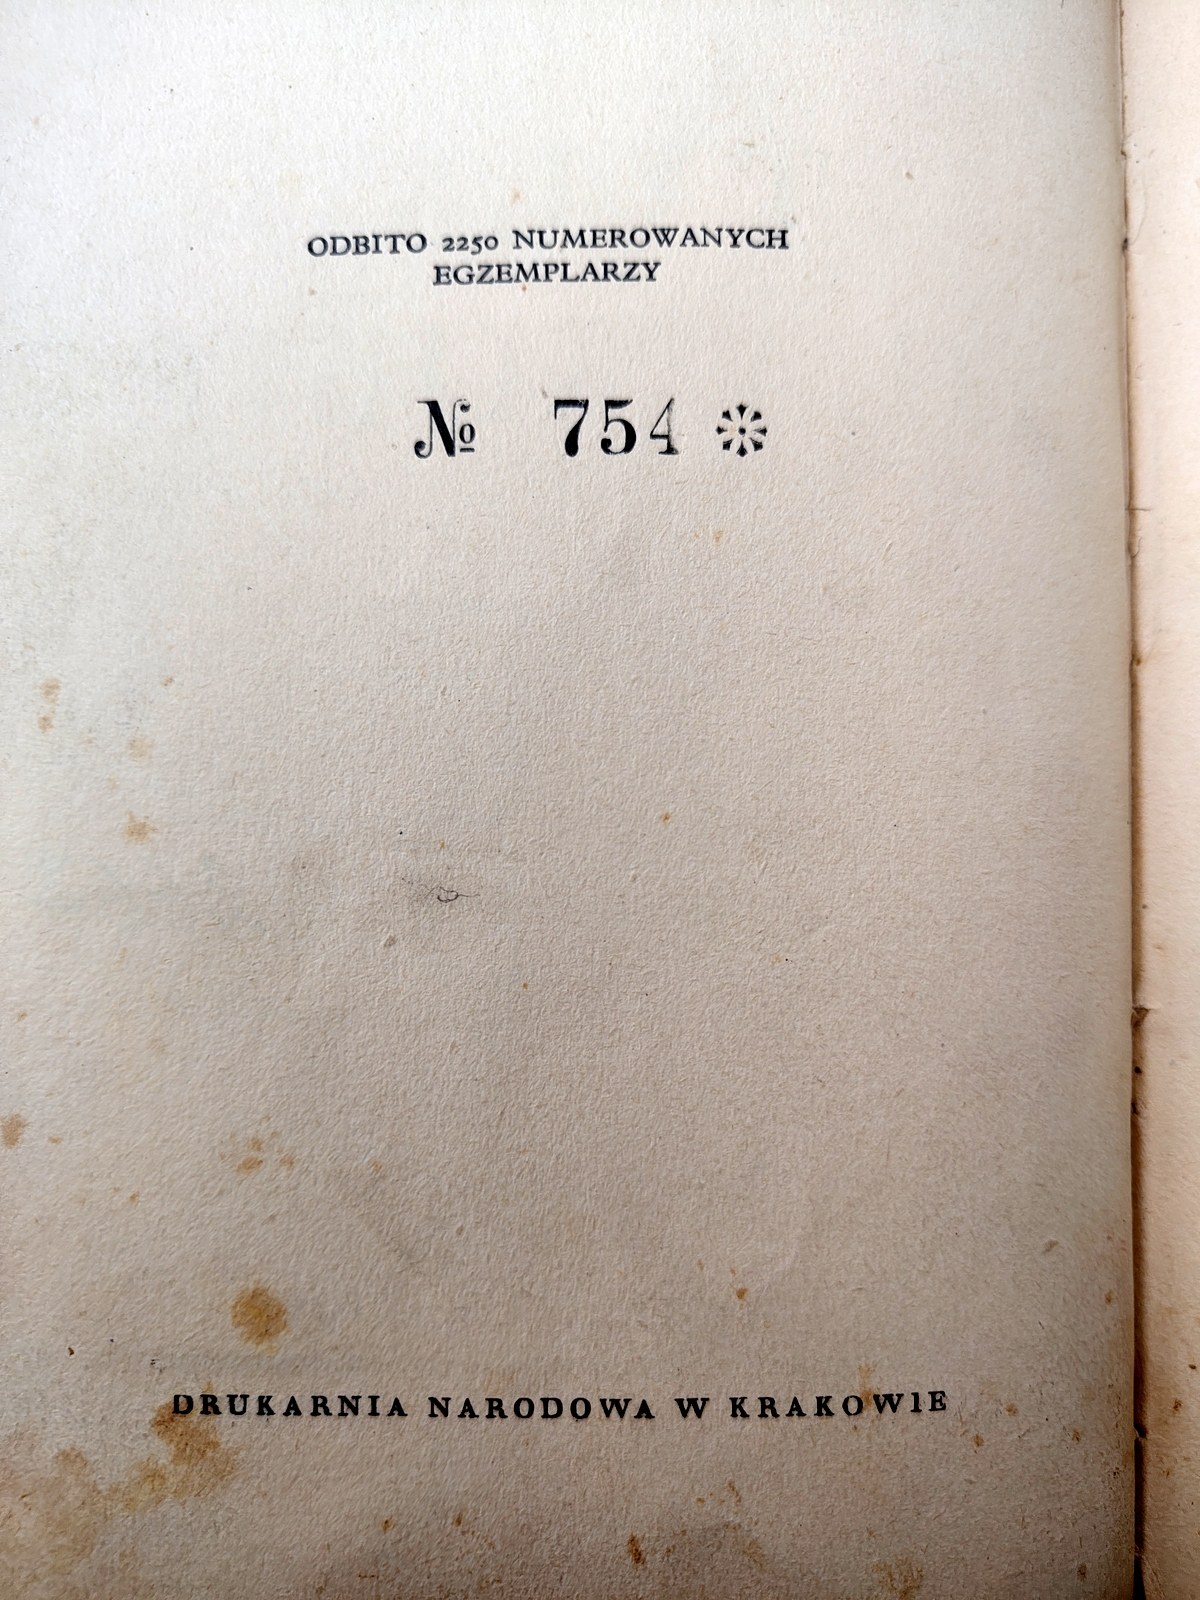 ODBITO 2250 NUMEROWANYCH
EGZEMPLARZY
№ 754
DRUKARNIA NARODOWA W KRAKOWIE